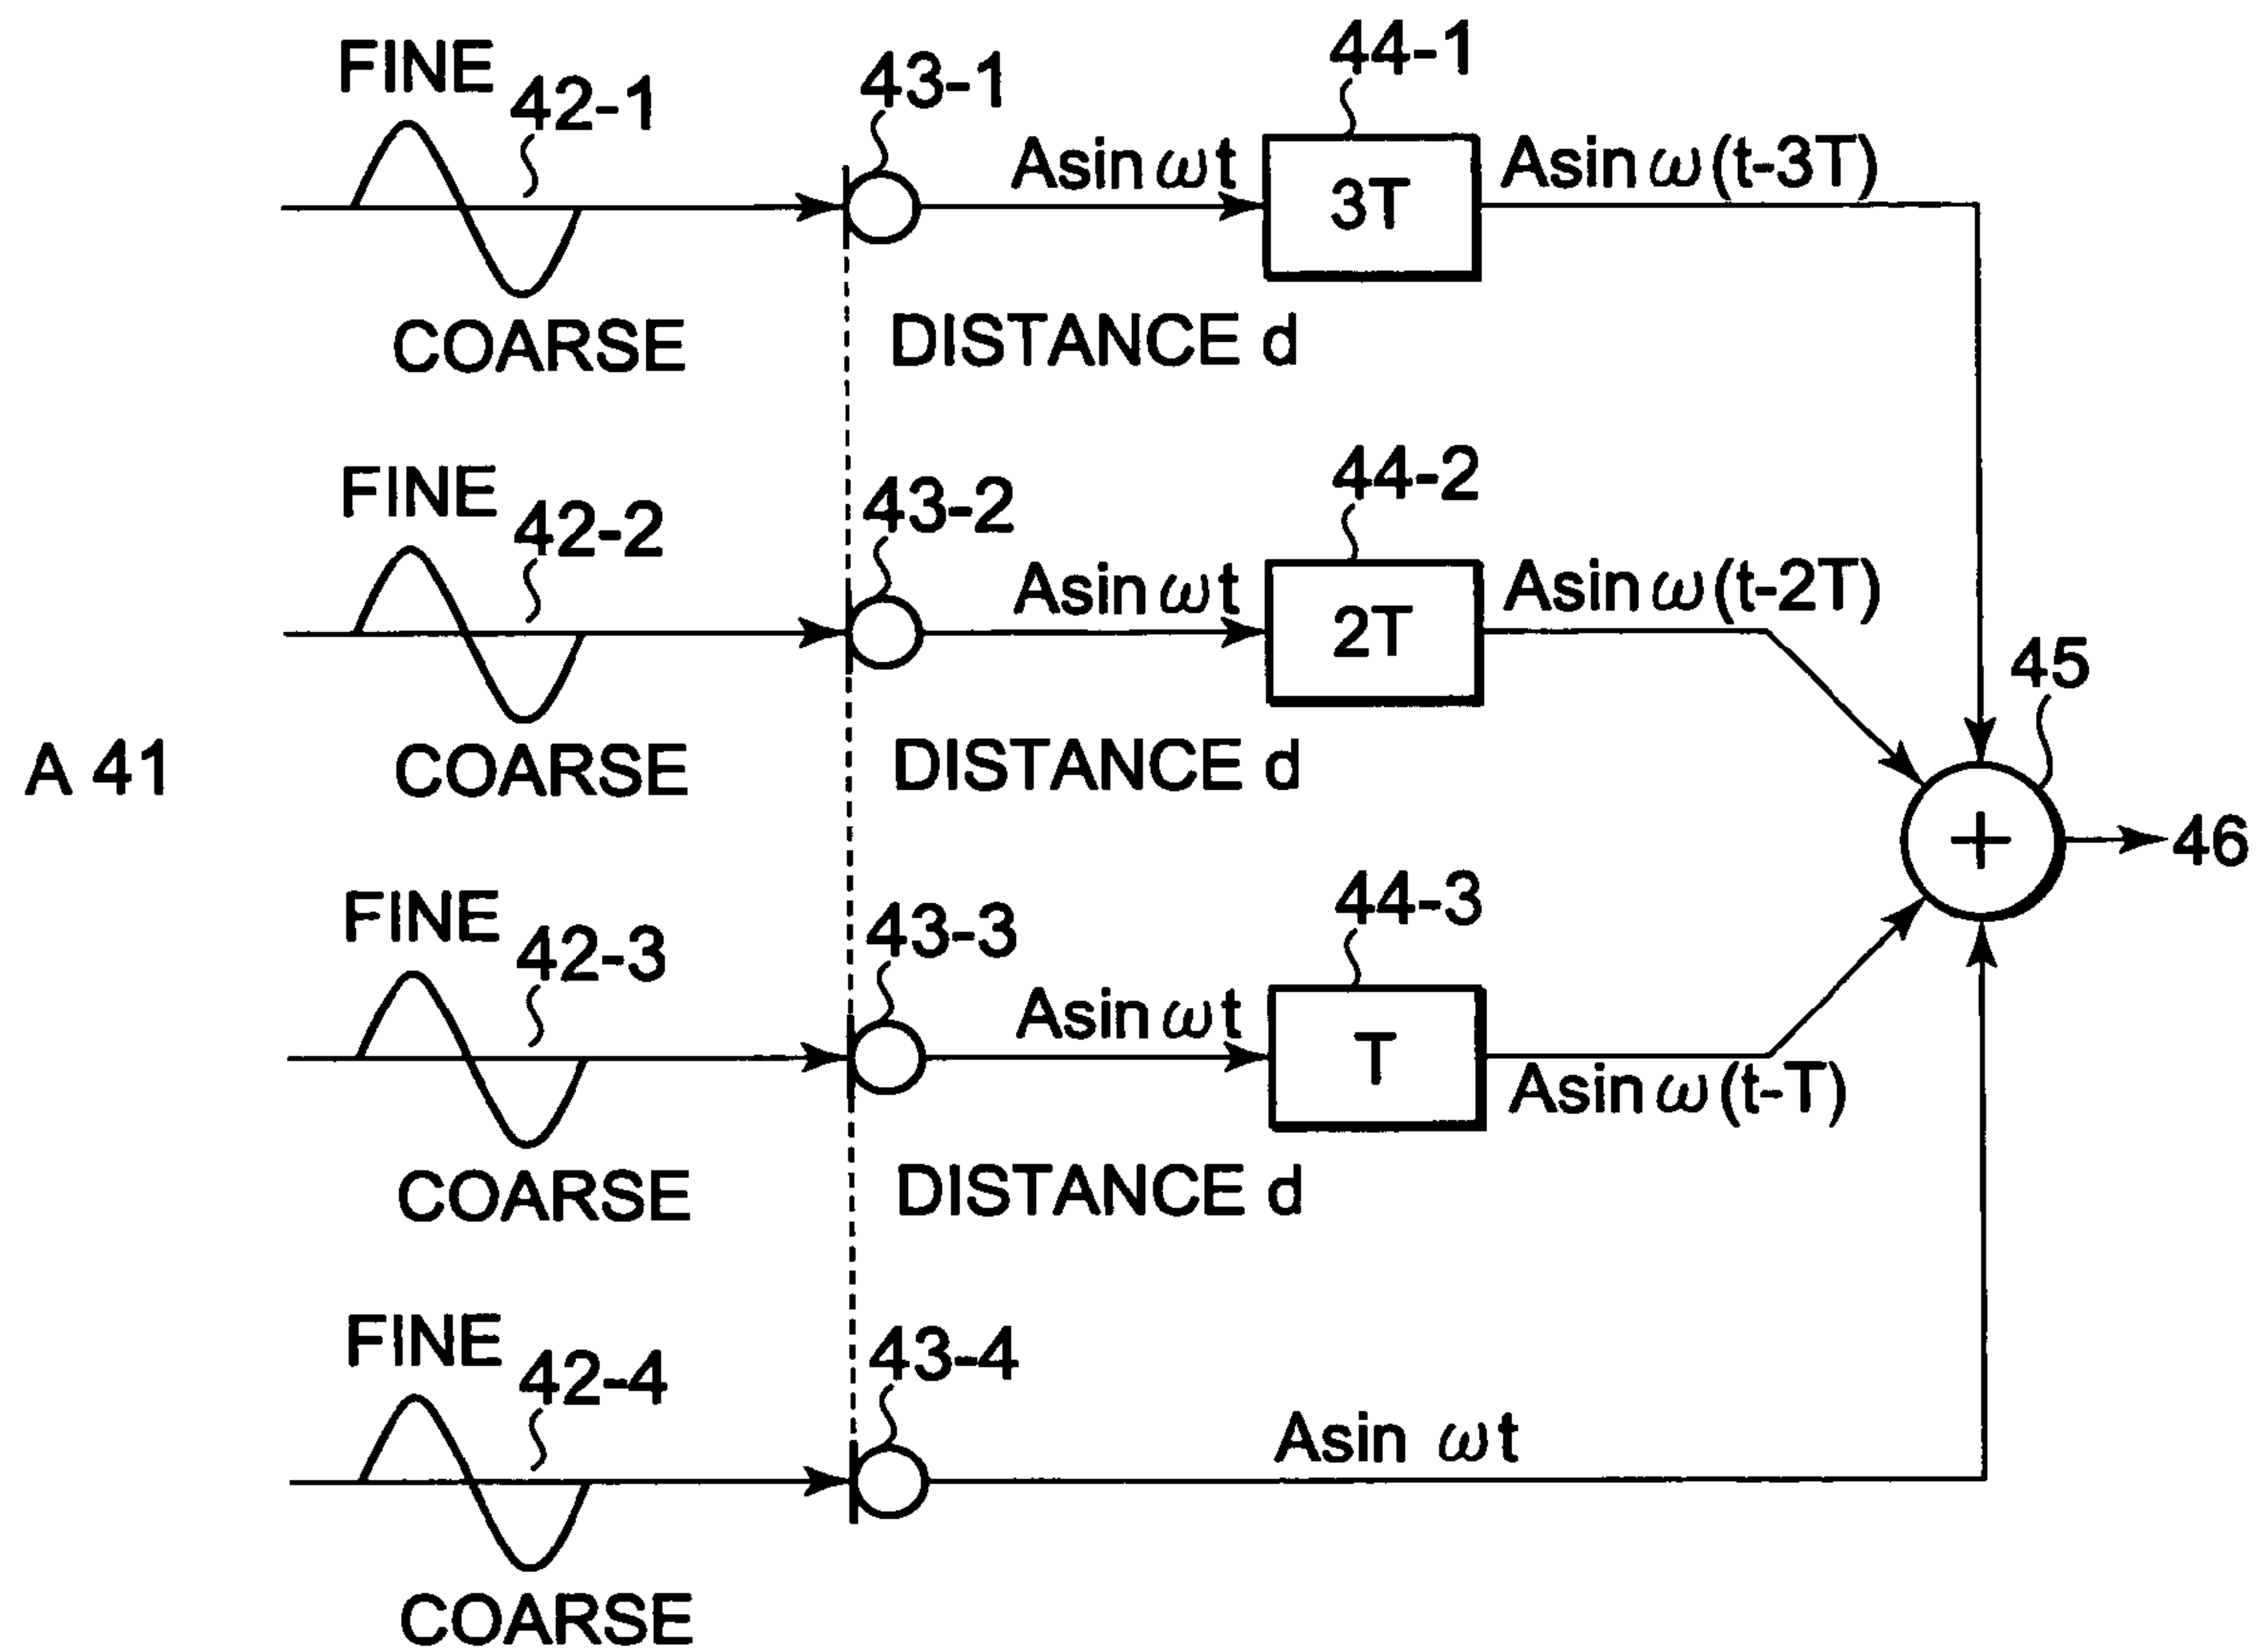 FINE
42-1
43-1
44-1
Asin ωt
3T
Asin ω(t-3T)
COARSE
DISTANCE d
FINE
42-2
43-2
44-2
Asin ωt
2T
Asin ω(t-2T)
45
A 41
COARSE
DISTANCE d
+
46
FINE
42-3
43-3
44-3
Asin ωt
T
Asin ω(t-T)
COARSE
DISTANCE d
FINE
42-4
43-4
Asin ωt
COARSE